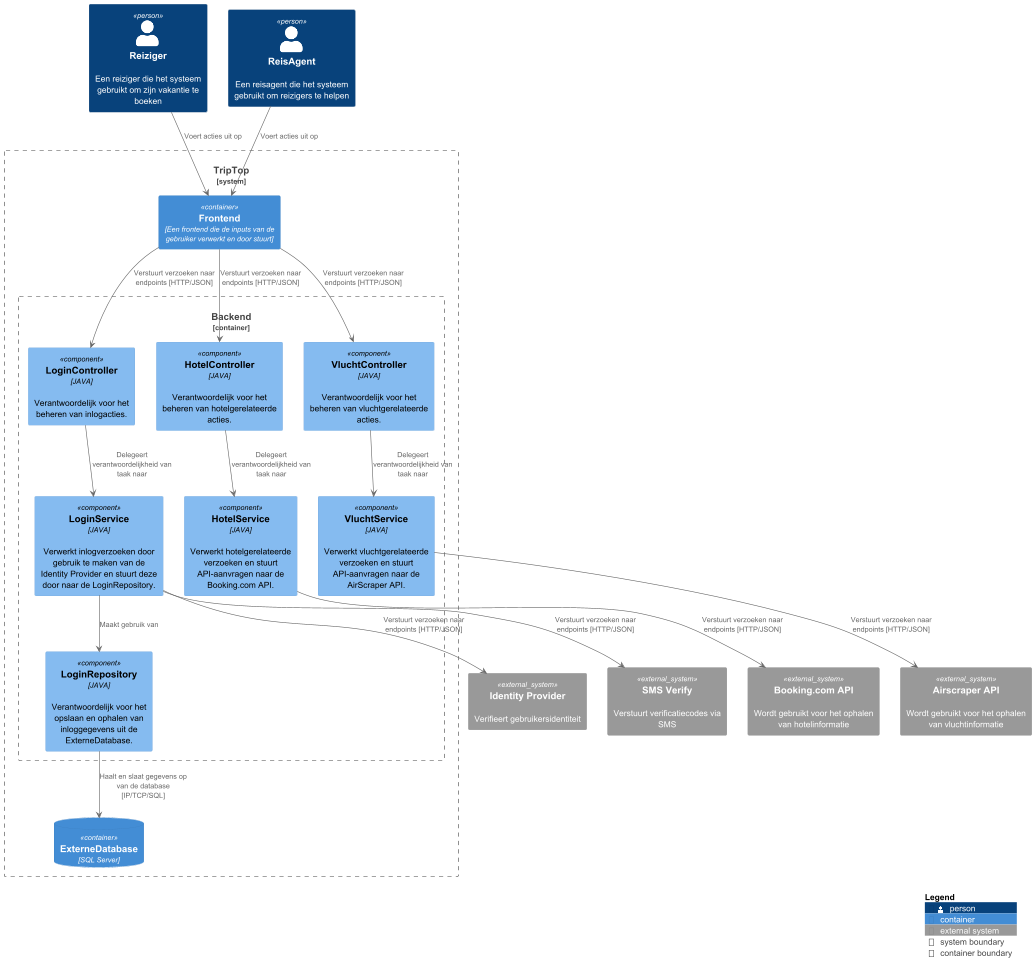 «person»
Reiziger
Een reiziger die het systeem
gebruikt om zijn vakantie te
boeken
«person»
ReisAgent
Een reisagent die het systeem
gebruikt om reizigers te helpen
Voert acties uit op
Voert acties uit op
TripTop
[system]
«container»
Frontend
[Een frontend die de inputs van de
gebruiker verwerkt en door stuurt]
Verstuurt verzoeken naar
endpoints [HTTP/JSON]
Verstuurt verzoeken naar
endpoints [HTTP/JSON]
Verstuurt verzoeken naar
endpoints [HTTP/JSON]
Backend
[container]
«component»
LoginController
[JAVA]
Verantwoordelijk voor het
beheren van inlogacties.
«component»
HotelController
[JAVA]
Verantwoordelijk voor het
beheren van hotelgerelateerde
acties.
«component»
VluchtController
[JAVA]
Verantwoordelijk voor het
beheren van vluchtgerelateerde
acties.
Delegeert
verantwoordelijkheid van
taak naar
Delegeert
verantwoordelijkheid van
taak naar
Delegeert
verantwoordelijkheid van
taak naar
«component»
LoginService
[JAVA]
Verwerkt inlogverzoeken door
gebruik te maken van de
Identity Provider en stuurt deze
door naar de LoginRepository.
«component»
HotelService
[JAVA]
Verwerkt hotelgerelateerde
verzoeken en stuurt
API-aanvragen naar de
Booking.com API.
«component»
VluchtService
[JAVA]
Verwerkt vluchtgerelateerde
verzoeken en stuurt
API-aanvragen naar de
AirScraper API.
Maakt gebruik van
Verstuurt verzoeken naar
endpoints [HTTP/JSON]
Verstuurt verzoeken naar
endpoints [HTTP/JSON]
Verstuurt verzoeken naar
endpoints [HTTP/JSON]
Verstuurt verzoeken naar
endpoints [HTTP/JSON]
«component»
LoginRepository
[JAVA]
Verantwoordelijk voor het
opslaan en ophalen van
inloggegevens uit de
ExterneDatabase.
«external_system»
Identity Provider
Verifieert gebruikersidentiteit
«external_system»
SMS Verify
Verstuurt verificatiecodes via
SMS
«external_system»
Booking.com API
Wordt gebruikt voor het ophalen
van hotelinformatie
«external_system»
Airscraper API
Wordt gebruikt voor het ophalen
van vluchtinformatie
Haalt en slaat gegevens op
van de database
[IP/TCP/SQL]
«container»
ExterneDatabase
[SQL Server]
Legend
person
container
external system
system boundary
container boundary